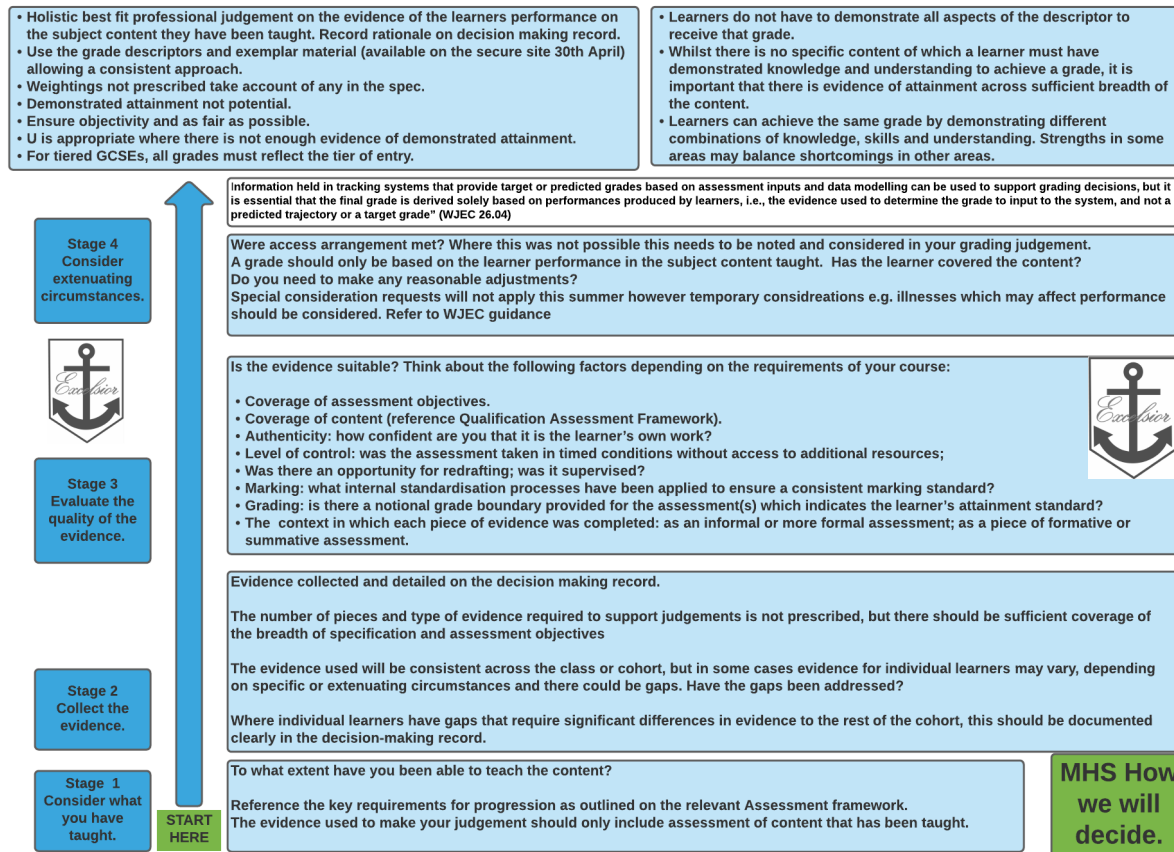 • Holistic best fit professional judgement on the evidence of the learners performance on
the subject content they have been taught. Record rationale on decision making record.
• Use the grade descriptors and exemplar material (available on the secure site 30th April)
allowing a consistent approach.
• Weightings not prescribed take account of any in the spec.
• Demonstrated attainment not potential.
• Ensure objectivity and as fair as possible.
• U is appropriate where there is not enough evidence of demonstrated attainment.
• For tiered GCSEs, all grades must reflect the tier of entry.
• Learners do not have to demonstrate all aspects of the descriptor to
receive that grade.
• Whilst there is no specific content of which a learner must have
demonstrated knowledge and understanding to achieve a grade, it is
important that there is evidence of attainment across sufficient breadth of
the content.
• Learners can achieve the same grade by demonstrating different
combinations of knowledge, skills and understanding. Strengths in some
areas may balance shortcomings in other areas.
Information held in tracking systems that provide target or predicted grades based on assessment inputs and data modelling can be used to support grading decisions, but it
is essential that the final grade is derived solely based on performances produced by learners, i.e., the evidence used to determine the grade to input to the system, and not a
predicted trajectory or a target grade” (WJEC 26.04)
Stage 4
Consider
extenuating
circumstances.
Were access arrangement met? Where this was not possible this needs to be noted and considered in your grading judgement.
A grade should only be based on the learner performance in the subject content taught. Has the learner covered the content?
Do you need to make any reasonable adjustments?
Special consideration requests will not apply this summer however temporary considreations e.g. illnesses which may affect performance
should be considered. Refer to WJEC guidance
Excelsior
Is the evidence suitable? Think about the following factors depending on the requirements of your course:
• Coverage of assessment objectives.
• Coverage of content (reference Qualification Assessment Framework).
• Authenticity: how confident are you that it is the learner’s own work?
• Level of control: was the assessment taken in timed conditions without access to additional resources;
• Was there an opportunity for redrafting; was it supervised?
• Marking: what internal standardisation processes have been applied to ensure a consistent marking standard?
• Grading: is there a notional grade boundary provided for the assessment(s) which indicates the learner’s attainment standard?
• The context in which each piece of evidence was completed: as an informal or more formal assessment; as a piece of formative or
summative assessment.
Excelsior
Stage 3
Evaluate the
quality of the
evidence.
Evidence collected and detailed on the decision making record.
The number of pieces and type of evidence required to support judgements is not prescribed, but there should be sufficient coverage of
the breadth of specification and assessment objectives
The evidence used will be consistent across the class or cohort, but in some cases evidence for individual learners may vary, depending
on specific or extenuating circumstances and there could be gaps. Have the gaps been addressed?
Where individual learners have gaps that require significant differences in evidence to the rest of the cohort, this should be documented
clearly in the decision-making record.
Stage 2
Collect the
evidence.
Stage 1
Consider what
you have
taught.
START
HERE
To what extent have you been able to teach the content?
Reference the key requirements for progression as outlined on the relevant Assessment framework.
The evidence used to make your judgement should only include assessment of content that has been taught.
MHS How
we will
decide.